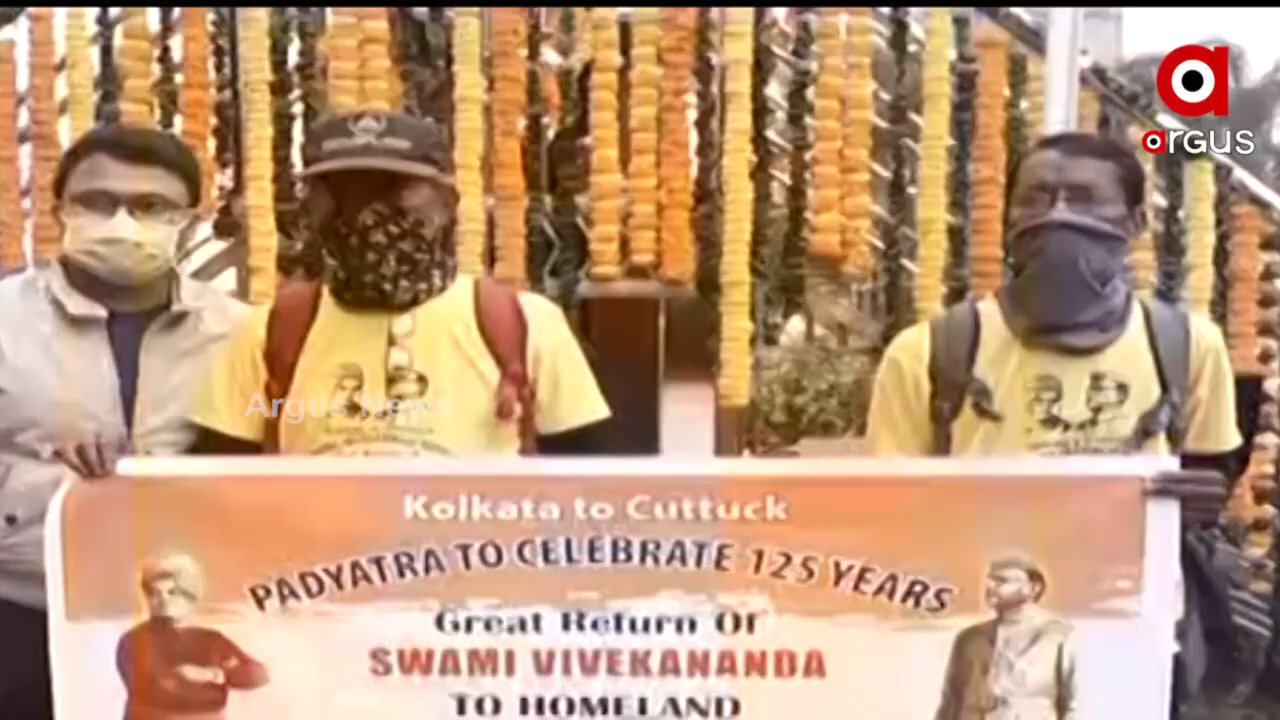 arGUS
Argus News
Kolkata to Cuttuck
PADYATRA TO CELEBRATE 125 YEARS
Great Return Of
SWAMI VIVEKANANDA
TO HOMELAND